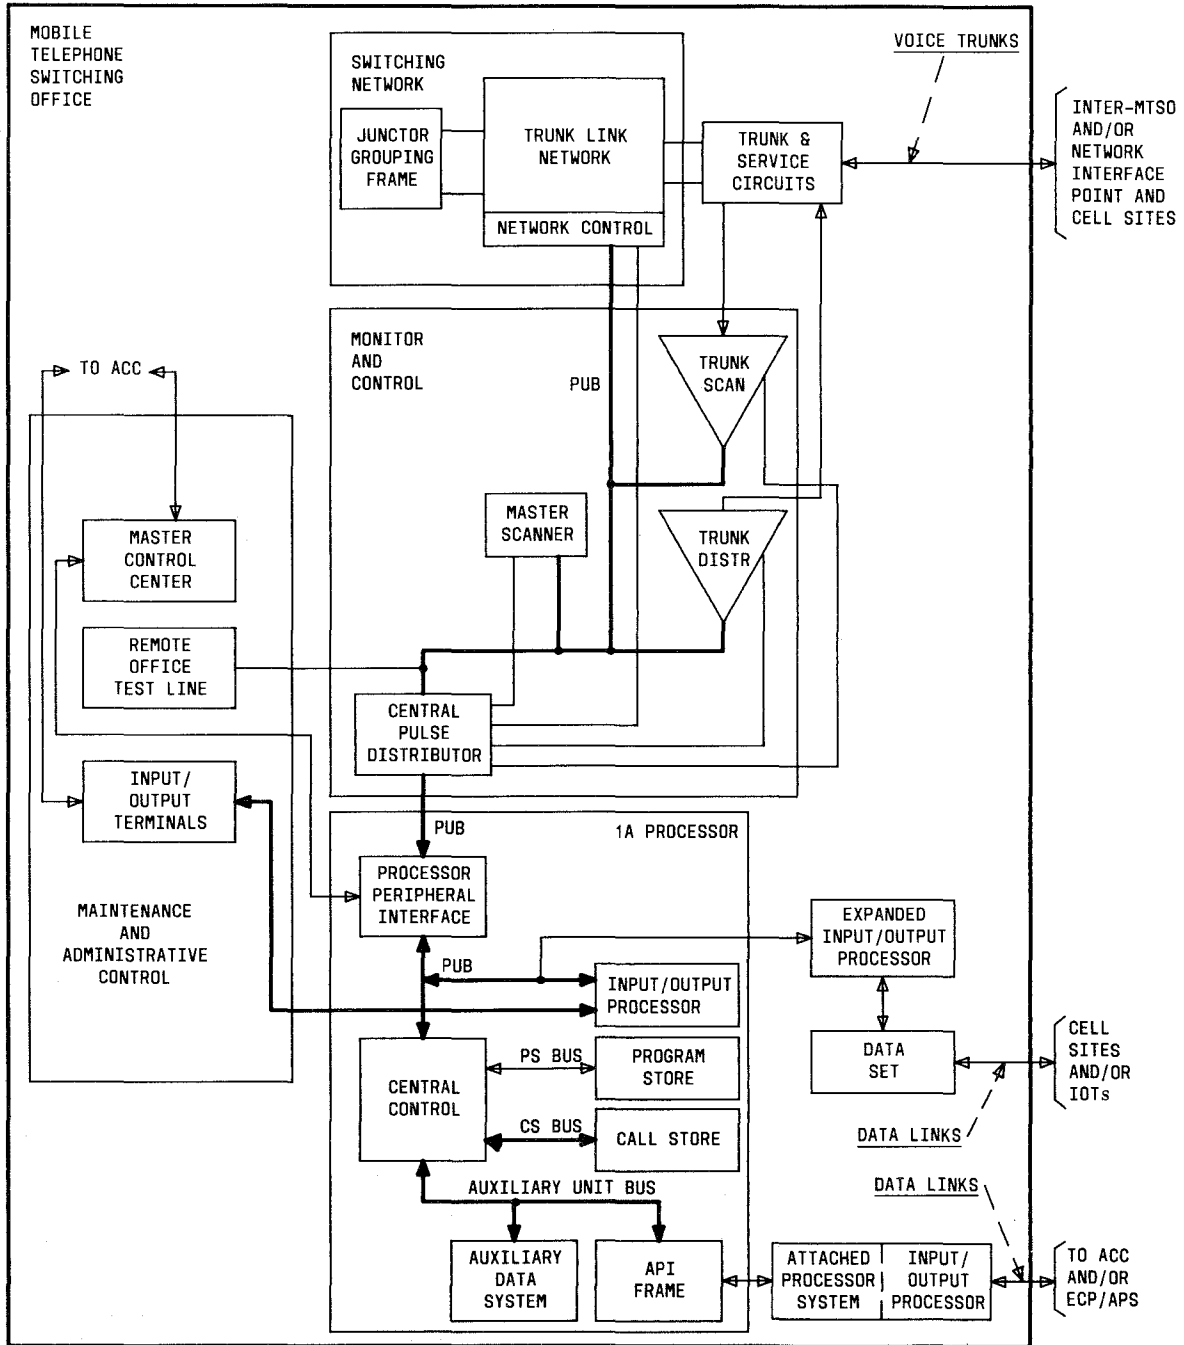 MOBILE
TELEPHONE
SWITCHING
OFFICE
SWITCHING
NETWORK
JUNCTOR
GROUPING
FRAME
TRUNK LINK
NETWORK
NETWORK CONTROL
TRUNK &
SERVICE
CIRCUITS
VOICE TRUNKS
INTER-MTSO
AND/OR
NETWORK
INTERFACE
POINT AND
CELL SITES
MONITOR
AND
CONTROL
PUB
TRUNK
SCAN
MASTER
SCANNER
TRUNK
DISTR
CENTRAL
PULSE
DISTRIBUTOR
TO ACC
MASTER
CONTROL
CENTER
REMOTE
OFFICE
TEST LINE
INPUT/
OUTPUT
TERMINALS
MAINTENANCE
AND
ADMINISTRATIVE
CONTROL
PUB
1A PROCESSOR
PROCESSOR
PERIPHERAL
INTERFACE
PUB
INPUT/OUTPUT
PROCESSOR
CENTRAL
CONTROL
PS BUS
PROGRAM
STORE
CS BUS
CALL STORE
AUXILIARY UNIT BUS
AUXILIARY
DATA
SYSTEM
API
FRAME
EXPANDED
INPUT/OUTPUT
PROCESSOR
DATA
SET
CELL
SITES
AND/OR
IOTs
DATA LINKS
DATA LINKS
ATTACHED
PROCESSOR
SYSTEM
INPUT/
OUTPUT
PROCESSOR
TO ACC
AND/OR
ECP/APS